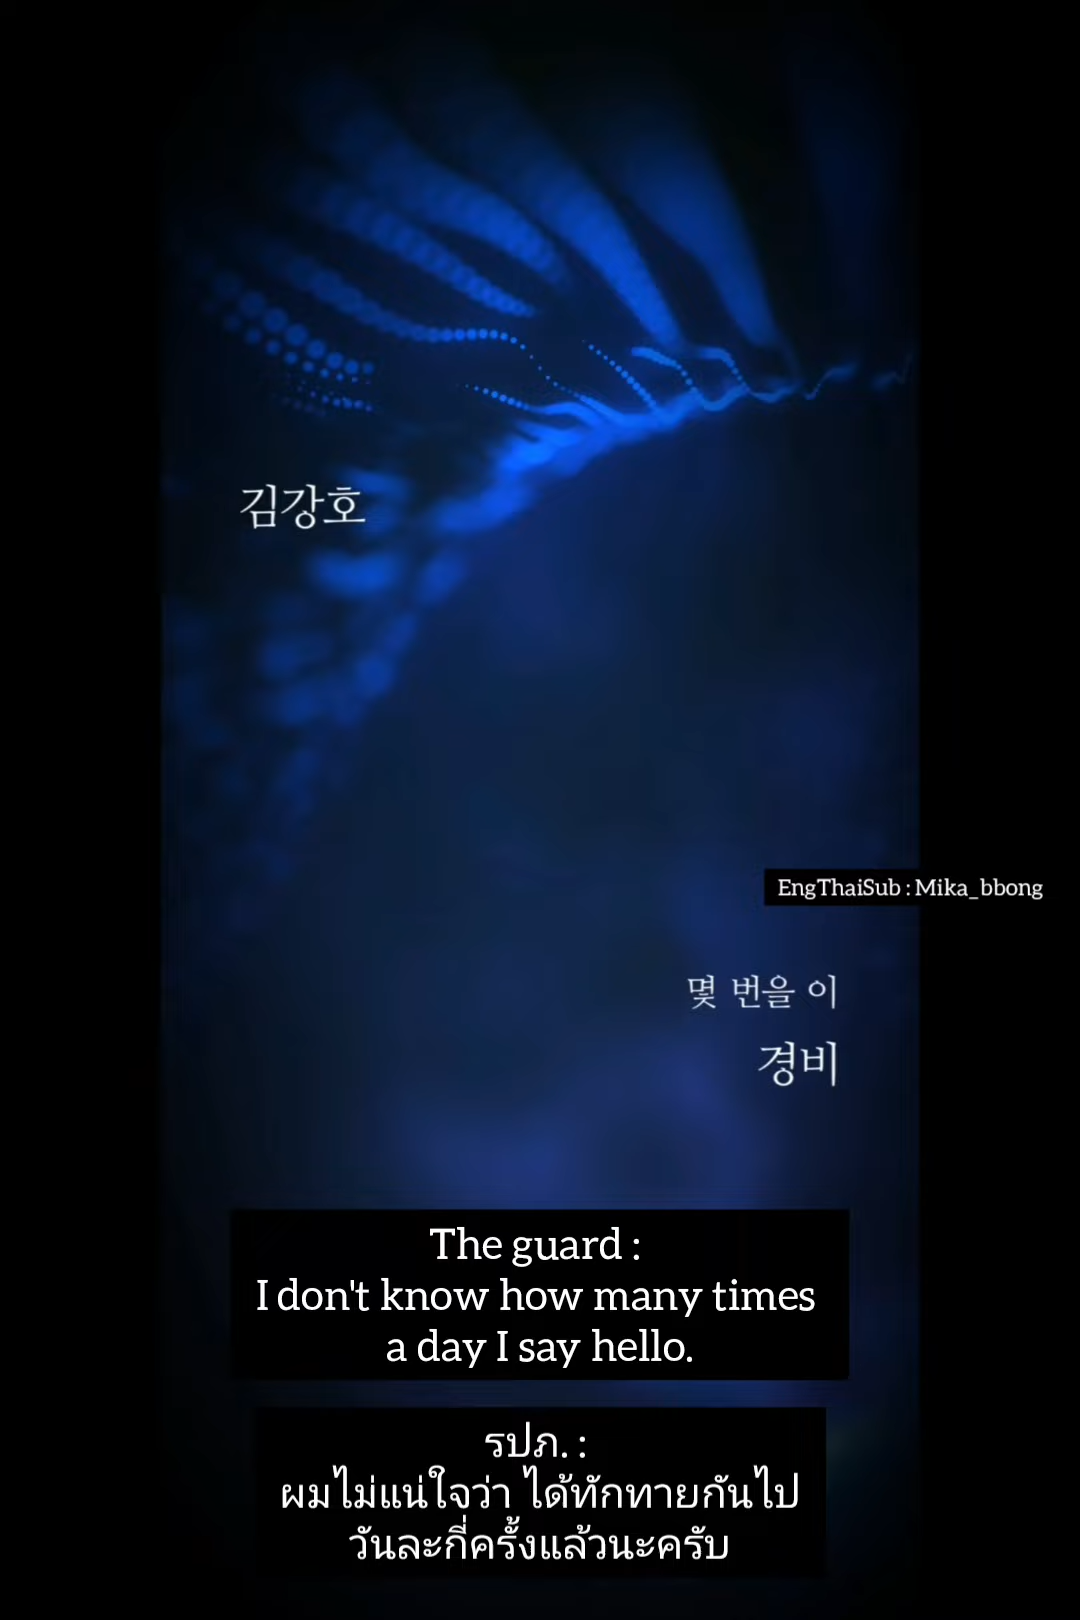 김강호
EngThaiSub : Mika_bbong
몇 번을 이
경비
The guard :
I don't know how many times
a day I say hello.
รปภ. :
ผมไม่แน่ใจว่า ได้ทักทายกันไป
วันละกี่ครั้งแล้วนะครับ